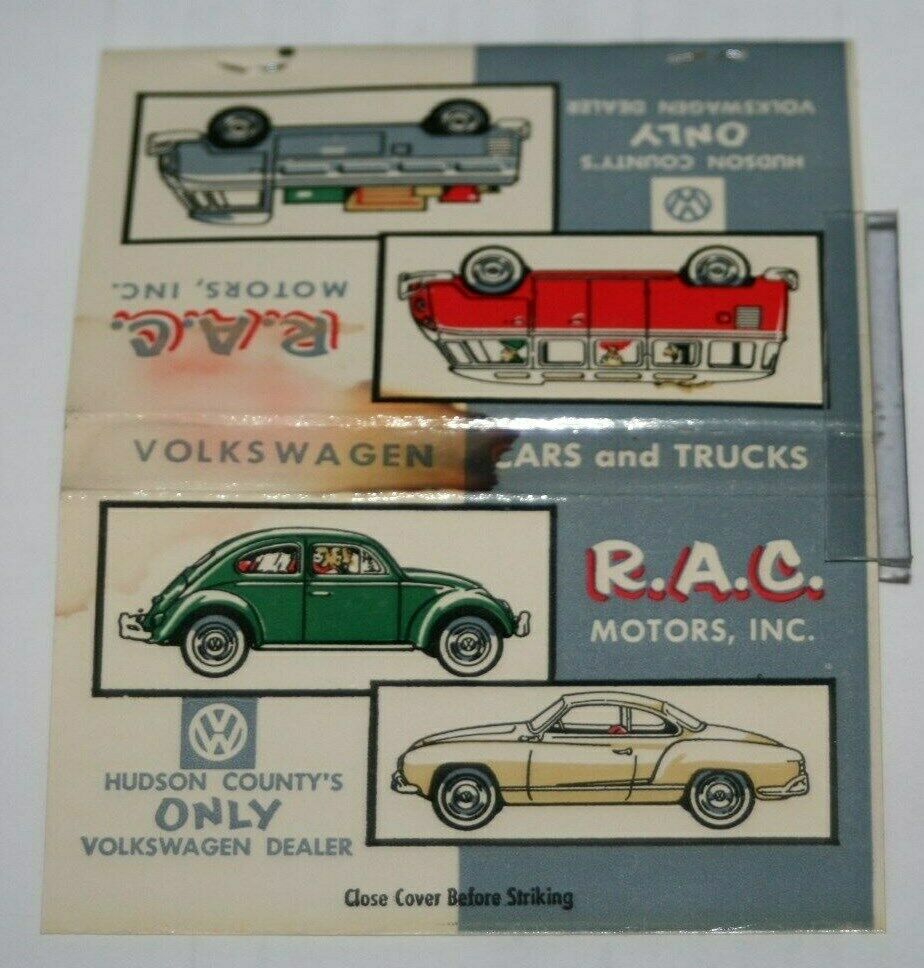 HUDSON COUNTY'S
ONLY
VOLKSWAGEN DEALER
R.A.C.
MOTORS, INC.
VOLKSWAGEN CARS and TRUCKS
R.A.C.
MOTORS, INC.
HUDSON COUNTY'S
ONLY
VOLKSWAGEN DEALER
Close Cover Before Striking